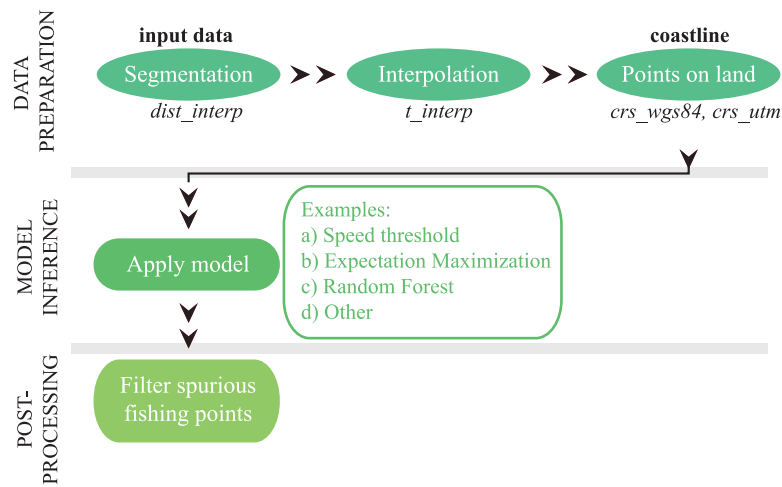 DATA
PREPARATION
input data
coastline
Segmentation
Interpolation
Points on land
dist_interp
t_interp
crs_wgs84, crs_utm
MODEL
INFERENCE
Apply model
Examples:
a) Speed threshold
b) Expectation Maximization
c) Random Forest
d) Other
POST-
PROCESSING
Filter spurious
fishing points